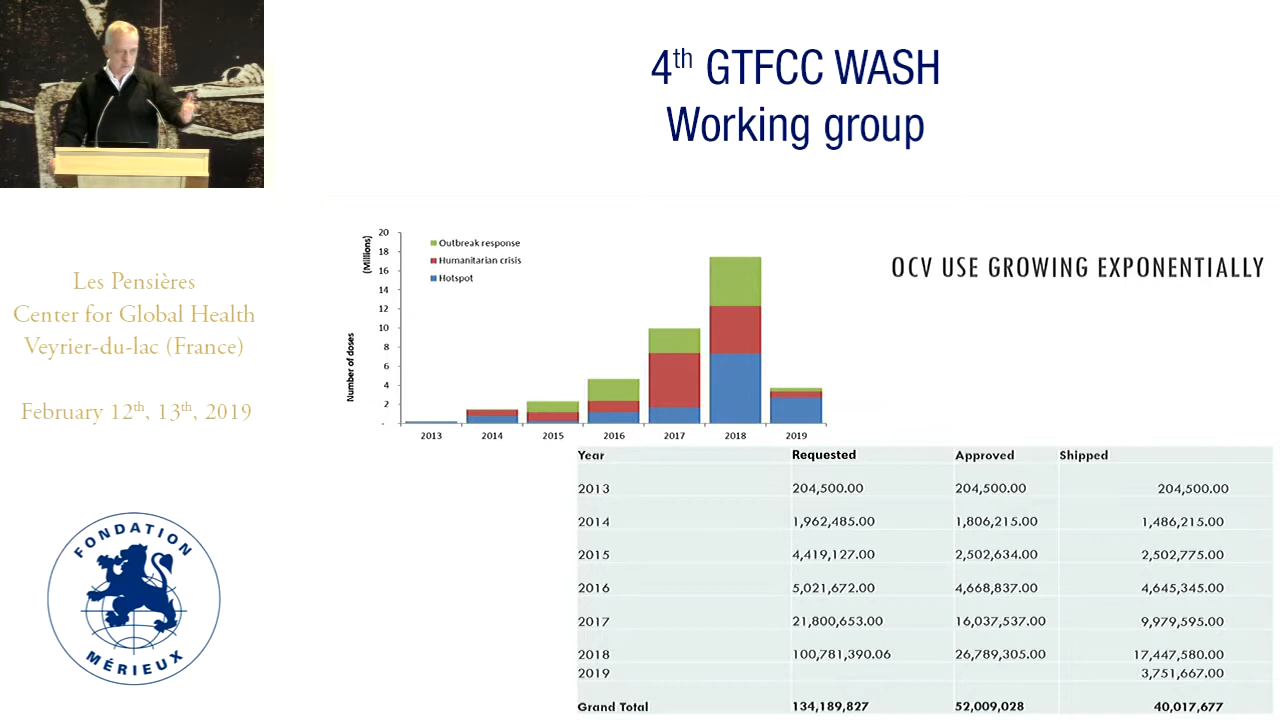 4th GTFCC WASH
Working group
Les Pensières
Center for Global Health
Veyrier-du-lac (France)
February 12th, 13th, 2019
FONDATION
MÉRIEUX
OCV USE GROWING EXPONENTIALLY
Number of doses (Millions)
20
18
16
14
12
10
8
6
4
2
-
Outbreak response
Humanitarian crisis
Hotspot
2013 2014 2015 2016 2017 2018 2019
Year Requested Approved Shipped
2013 204,500.00 204,500.00 204,500.00
2014 1,962,485.00 1,806,215.00 1,486,215.00
2015 4,419,127.00 2,502,634.00 2,502,775.00
2016 5,021,672.00 4,668,837.00 4,645,345.00
2017 21,800,653.00 16,037,537.00 9,979,595.00
2018 100,781,390.06 26,789,305.00 17,447,580.00
2019 3,751,667.00
Grand Total 134,189,827 52,009,028 40,017,677